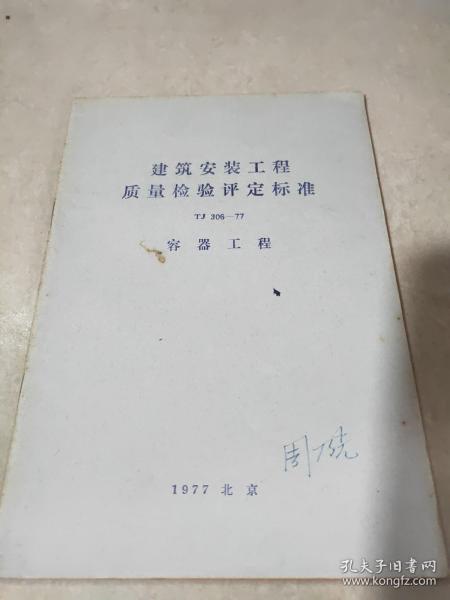 建筑安装工程
质量检验评定标准
TJ 306—77
容器工程
1977 北京
孔夫子旧书网
www.kongfz.com